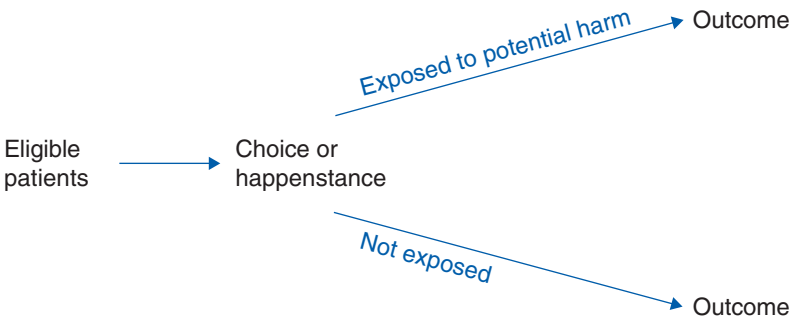 Exposed to potential harm
Outcome
Eligible
patients
Choice or
happenstance
Not exposed
Outcome